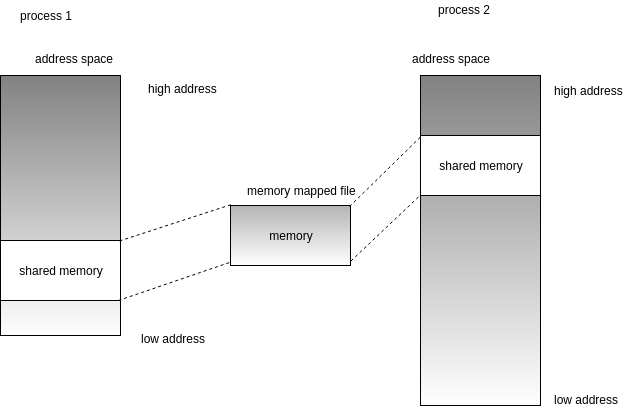 process 1
process 2
address space
address space
high address
high address
memory mapped file
shared memory
shared memory
memory
low address
low address